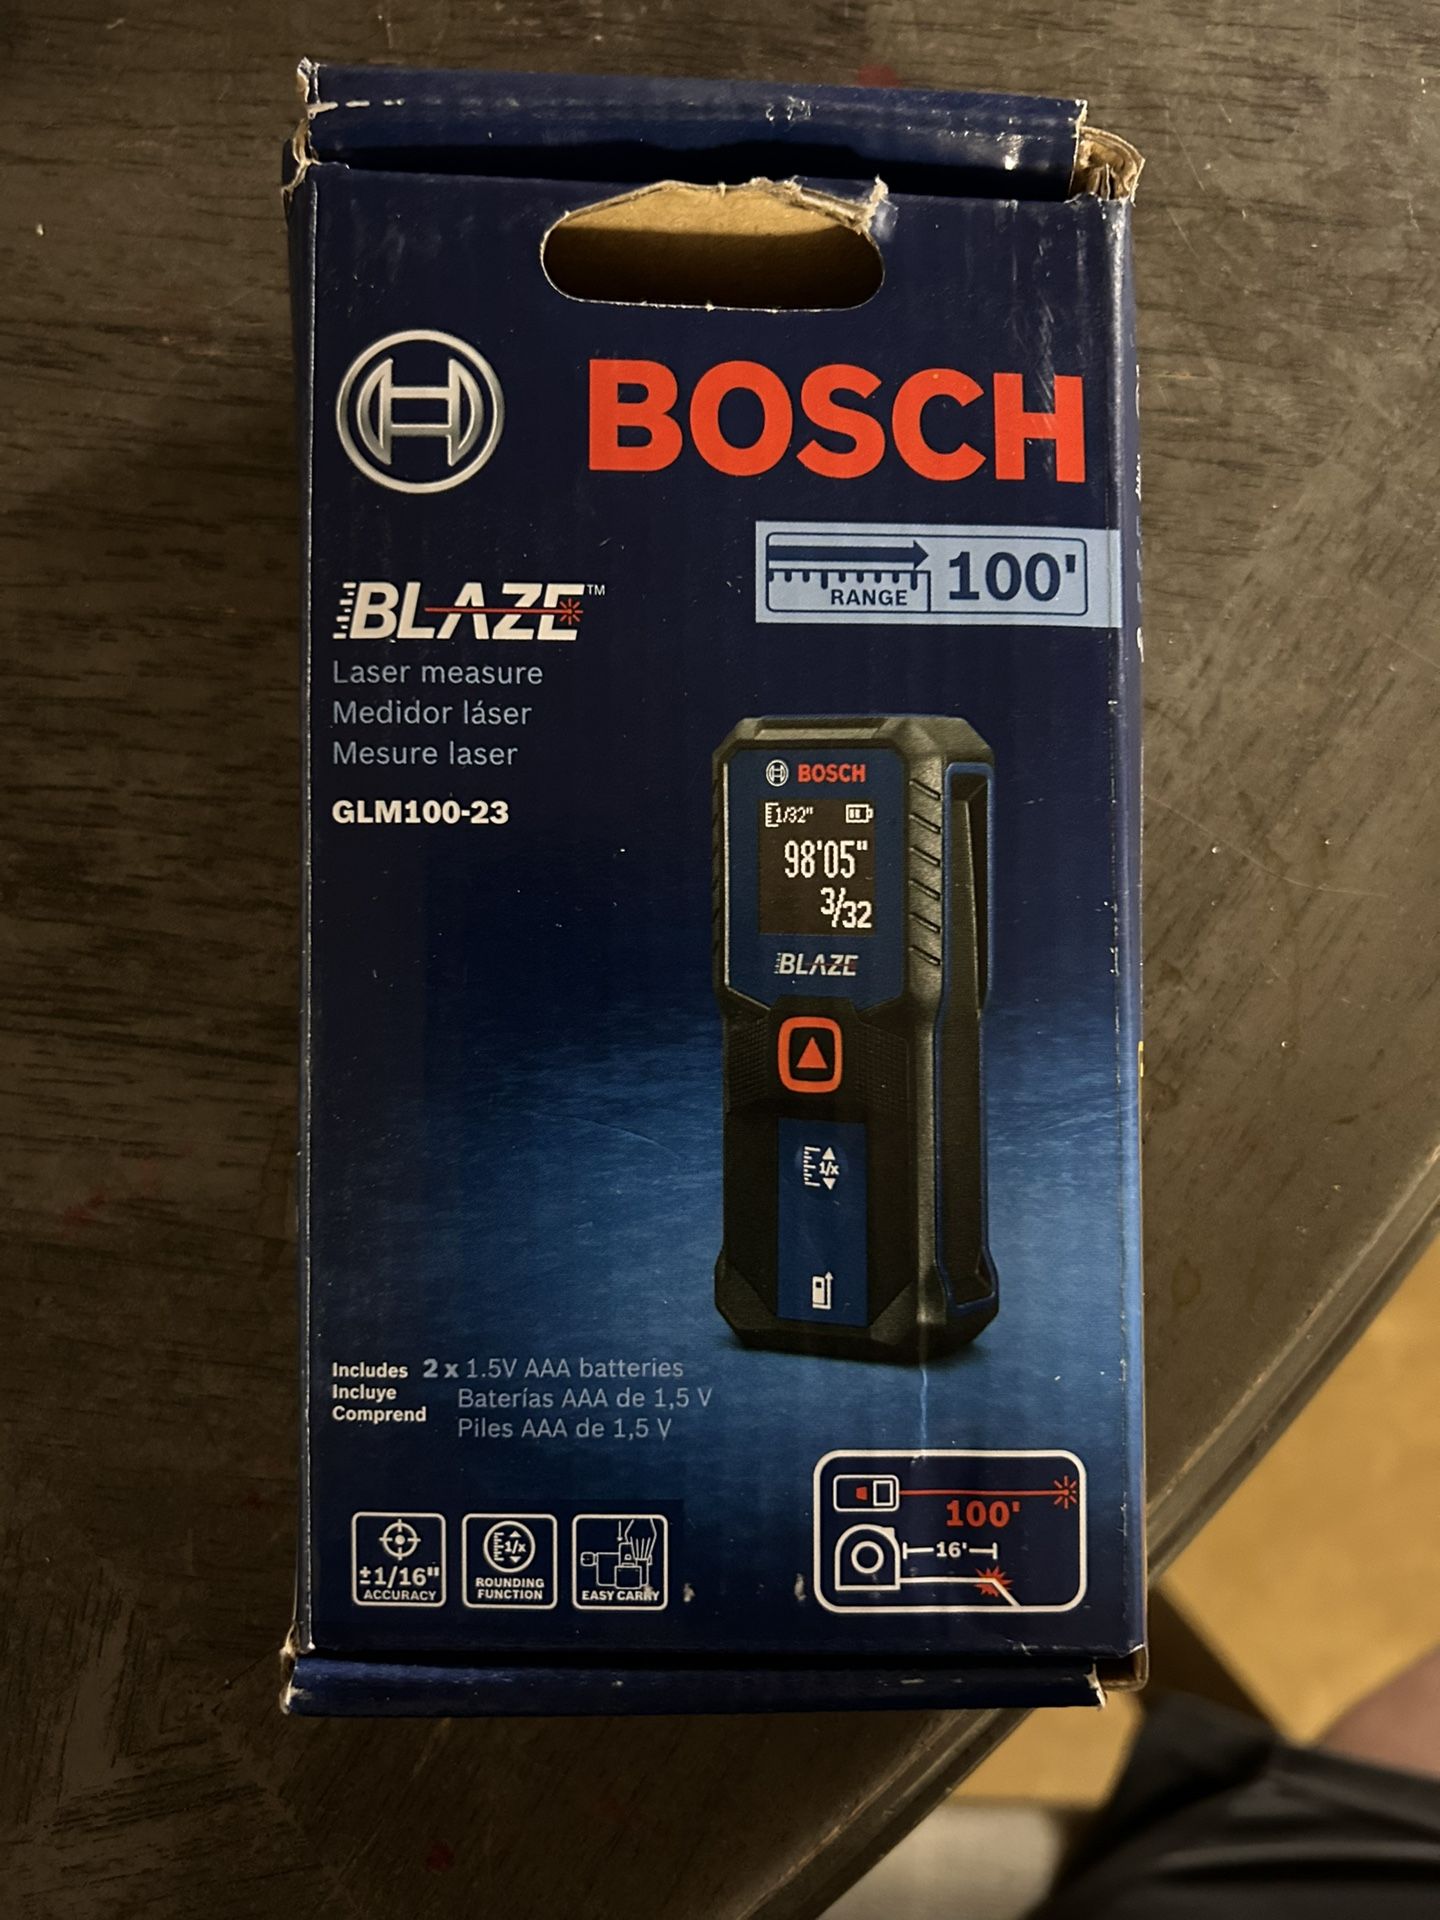 BOSCH
RANGE 100'
BLAZE™
Laser measure
Medidor láser
Mesure laser
GLM100-23
BOSCH
1/32"
98'05"
3/32
BLAZE
1/x
Includes 2 x 1.5V AAA batteries
Incluye Baterías AAA de 1,5 V
Comprend Piles AAA de 1,5 V
±1/16"
ACCURACY
1/x
ROUNDING
FUNCTION
EASY CARRY
100'
16'